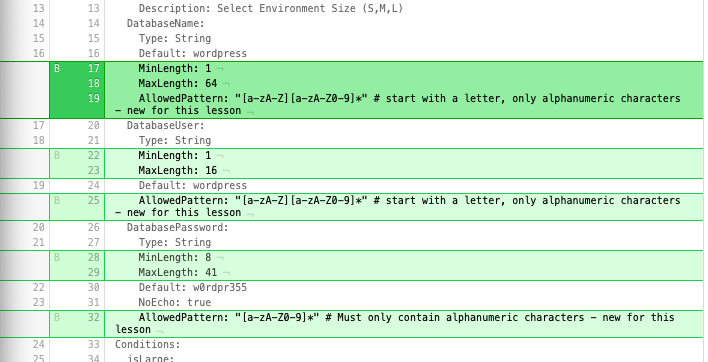 13 13 Description: Select Environment Size (S,M,L)
14 14 DatabaseName:
15 15 Type: String
16 16 Default: wordpress
B 17 MinLength: 1 ¬
18 MaxLength: 64
19 AllowedPattern: "[a-zA-Z][a-zA-Z0-9]*" # start with a letter, only alphanumeric characters
– new for this lesson ¬
17 20 DatabaseUser:
18 21 Type: String
B 22 MinLength: 1 ¬
23 MaxLength: 16 ¬
19 24 Default: wordpress
B 25 AllowedPattern: "[a-zA-Z][a-zA-Z0-9]*" # start with a letter, only alphanumeric characters
– new for this lesson ¬
20 26 DatabasePassword:
21 27 Type: String
B 28 MinLength: 8 ¬
29 MaxLength: 41 ¬
22 30 Default: w0rdpr355
23 31 NoEcho: true
B 32 AllowedPattern: "[a-zA-Z0-9]*" # Must only contain alphanumeric characters – new for this
lesson ¬
24 33 Conditions:
25 34 isLarge: